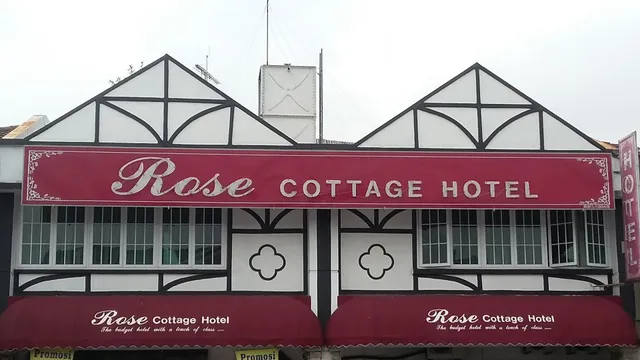 Rose COTTAGE HOTEL
HOTEL
Rose Cottage Hotel
The budget hotel with a touch of class ....
Rose Cottage Hotel
The budget hotel with a touch of class ....
Promosi
Promosi